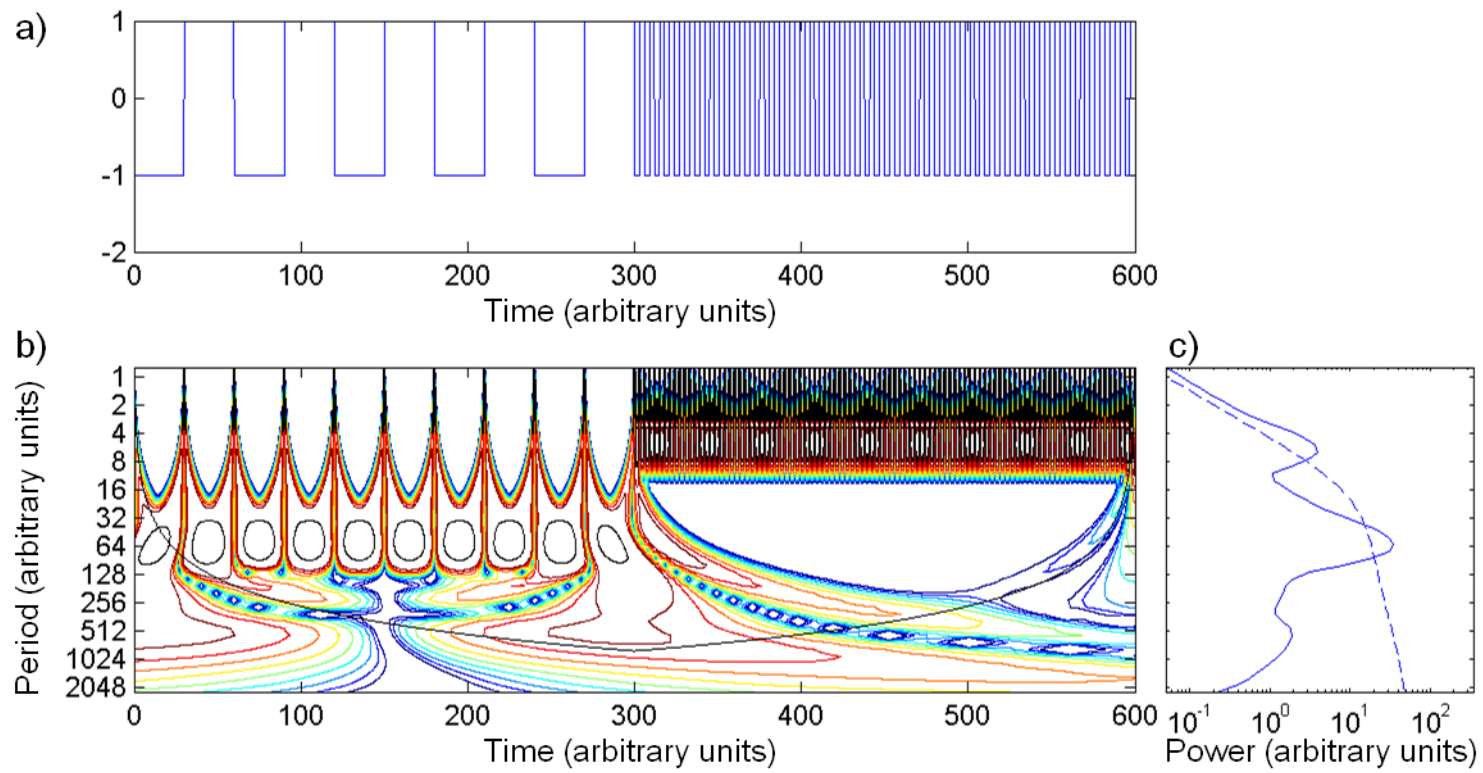 a)
1
0
-1
-2
0 100 200 300 400 500 600
Time (arbitrary units)
b)
c)
Period (arbitrary units)
1
2
4
8
16
32
64
128
256
512
1024
2048
0 100 200 300 400 500 600
Time (arbitrary units)
10-1 100 101 102
Power (arbitrary units)